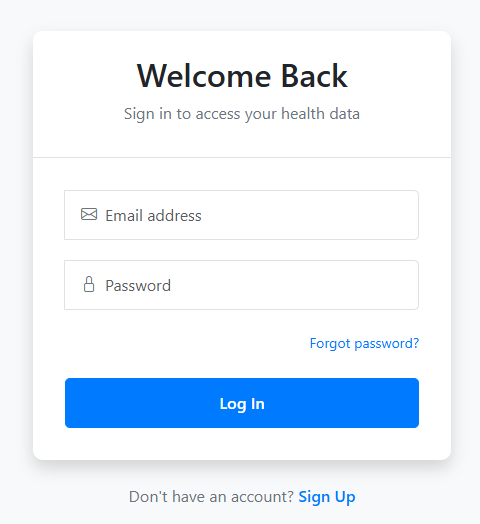 Welcome Back
Sign in to access your health data
Email address
Password
Forgot password?
Log In
Don't have an account? Sign Up